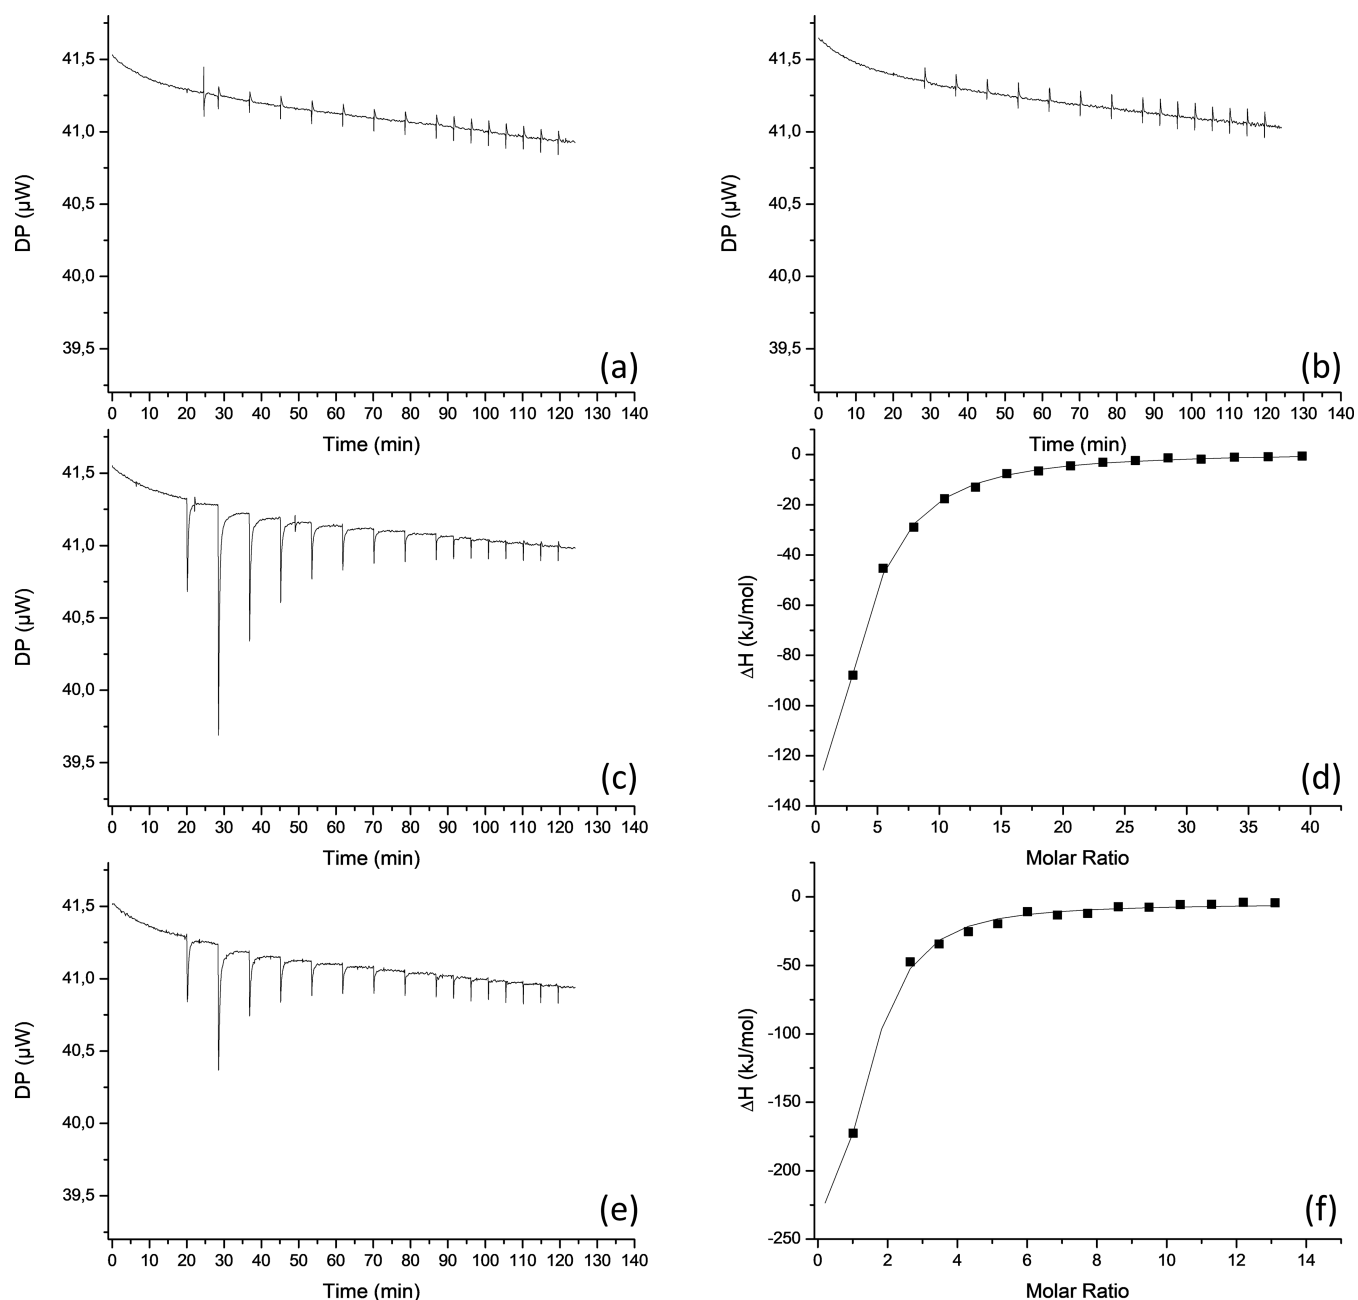 41,5
41,0
40,5
40,0
39,5
DP (µW)
(a)
0 10 20 30 40 50 60 70 80 90 100 110 120 130 140
Time (min)
41,5
41,0
40,5
40,0
39,5
DP (µW)
(b)
0 10 20 30 40 50 60 70 80 90 100 110 120 130 140
Time (min)
41,5
41,0
40,5
40,0
39,5
DP (µW)
(c)
0 10 20 30 40 50 60 70 80 90 100 110 120 130 140
Time (min)
0
-20
-40
-60
-80
-100
-120
-140
ΔH (kJ/mol)
(d)
0 5 10 15 20 25 30 35 40
Molar Ratio
41,5
41,0
40,5
40,0
39,5
DP (µW)
(e)
0 10 20 30 40 50 60 70 80 90 100 110 120 130 140
Time (min)
0
-50
-100
-150
-200
-250
ΔH (kJ/mol)
(f)
0 2 4 6 8 10 12 14
Molar Ratio